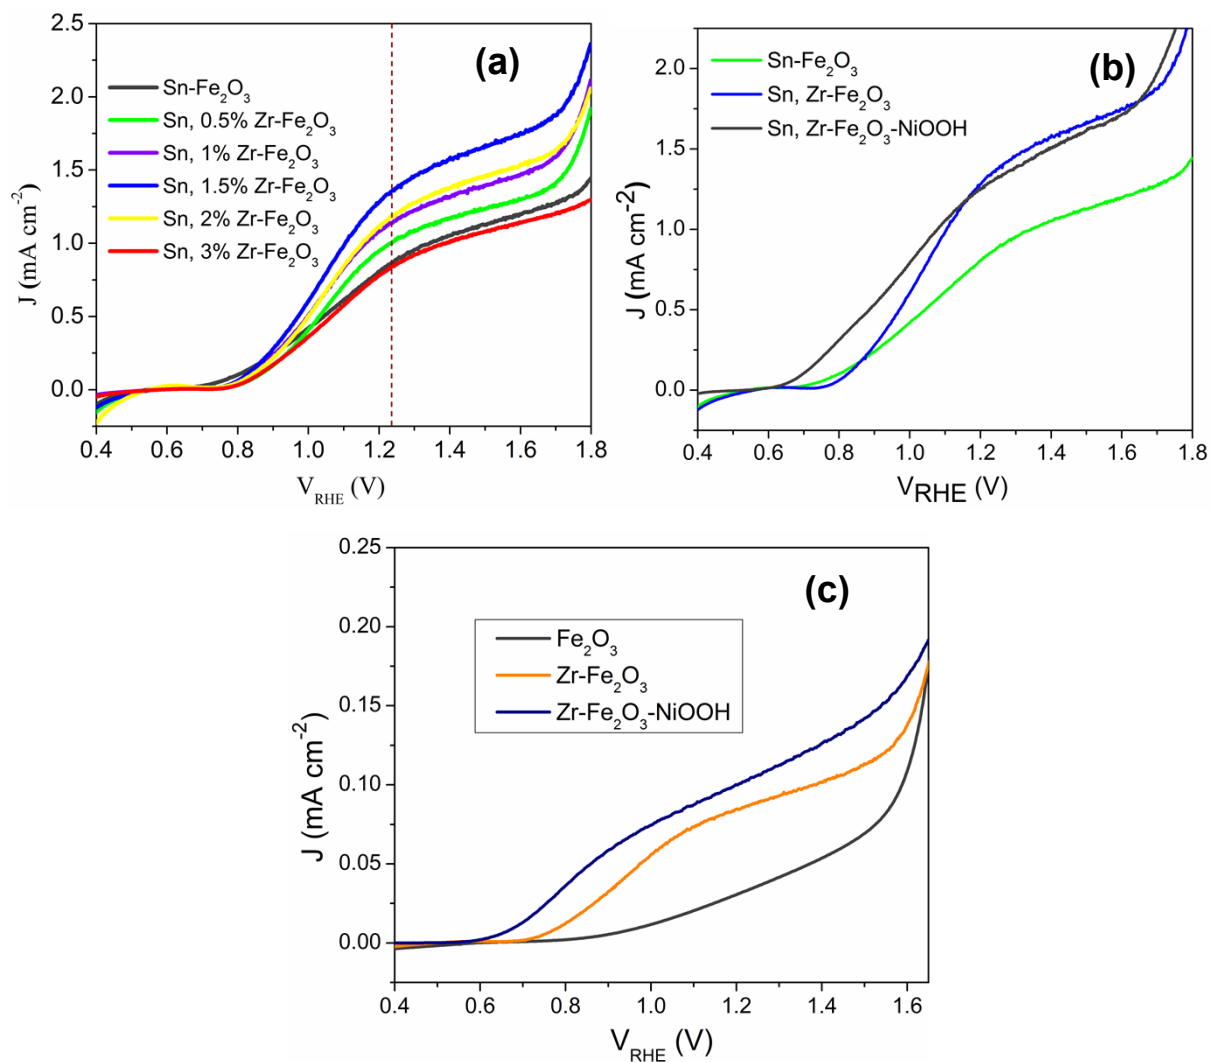 (a)
Sn-Fe₂O₃
Sn, 0.5% Zr-Fe₂O₃
Sn, 1% Zr-Fe₂O₃
Sn, 1.5% Zr-Fe₂O₃
Sn, 2% Zr-Fe₂O₃
Sn, 3% Zr-Fe₂O₃
J (mA cm⁻²)
2.5
2.0
1.5
1.0
0.5
0.0
0.4 0.6 0.8 1.0 1.2 1.4 1.6 1.8
V_RHE (V)
(b)
Sn-Fe₂O₃
Sn, Zr-Fe₂O₃
Sn, Zr-Fe₂O₃-NiOOH
J (mA cm⁻²)
2.0
1.5
1.0
0.5
0.0
0.4 0.6 0.8 1.0 1.2 1.4 1.6 1.8
V_RHE (V)
(c)
Fe₂O₃
Zr-Fe₂O₃
Zr-Fe₂O₃-NiOOH
J (mA cm⁻²)
0.25
0.20
0.15
0.10
0.05
0.00
0.4 0.6 0.8 1.0 1.2 1.4 1.6
V_RHE (V)